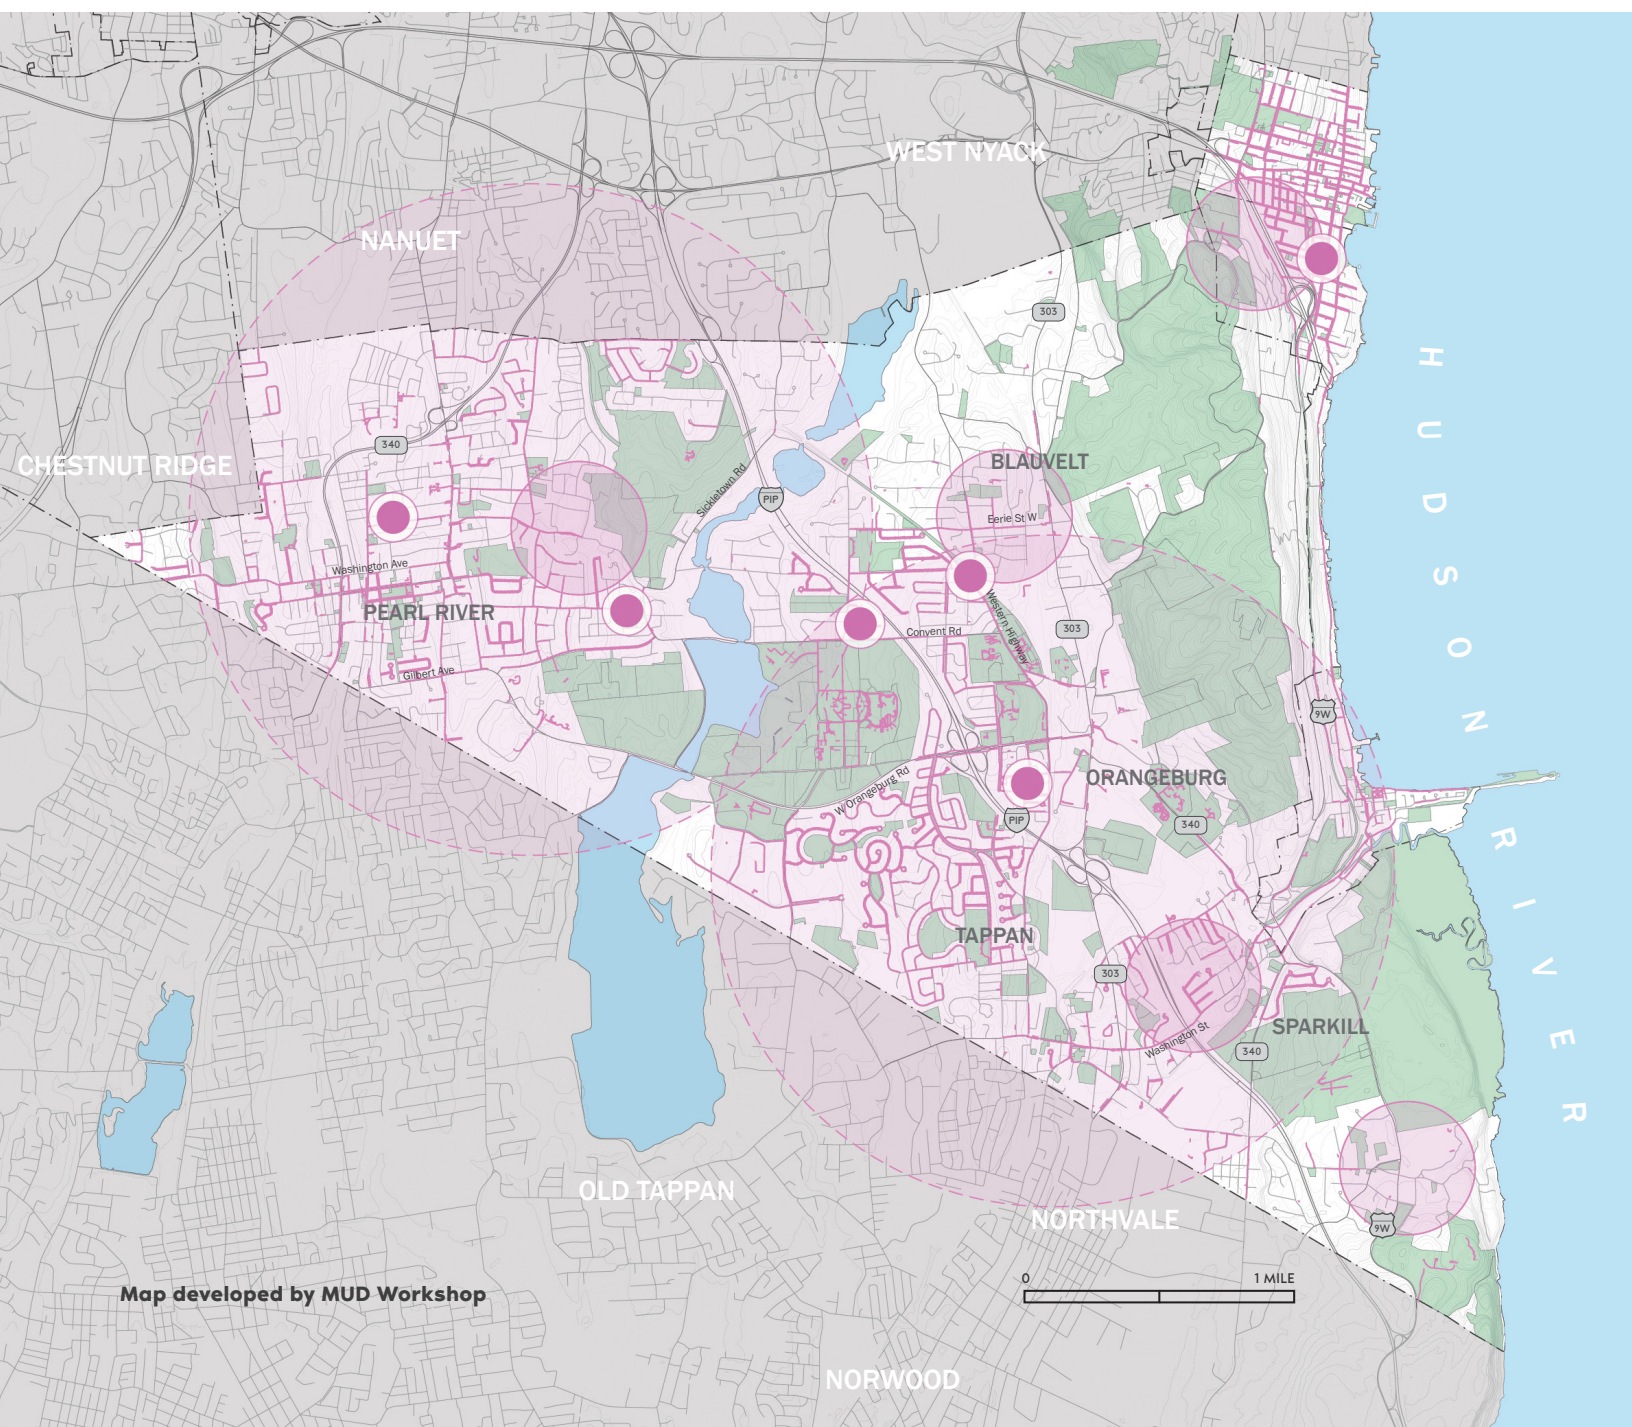 WEST NYACK
NANUET
303
340
BLAUVELT
CHESTNUT RIDGE
Sickletown Rd
PIP
Eerie St W
Washington Ave
PEARL RIVER
Western Highway
Convent Rd
303
Gilbert Ave
9W
ORANGEBURG
W Orangeburg Rd
PIP
340
TAPPAN
303
SPARKILL
Washington St
340
HUDSON RIVER
OLD TAPPAN
NORTHVALE
9W
0
1 MILE
Map developed by MUD Workshop
NORWOOD